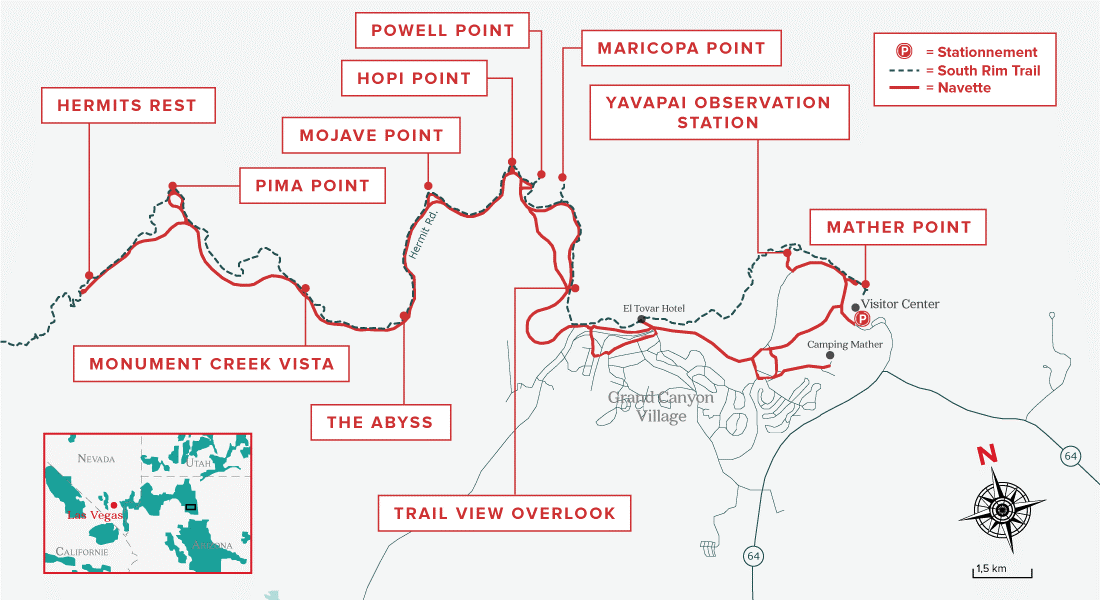 POWELL POINT
MARICOPA POINT
HOPI POINT
P = Stationnement
= South Rim Trail
= Navette
HERMITS REST
YAVAPAI OBSERVATION
STATION
MOJAVE POINT
PIMA POINT
MATHER POINT
Hermit Rd.
El Tovar Hotel
Visitor Center
P
Camping Mather
MONUMENT CREEK VISTA
Grand Canyon
Village
THE ABYSS
64
NEVADA
UTAH
Las Vegas
CALIFORNIE
ARIZONA
TRAIL VIEW OVERLOOK
N
64
1,5 km